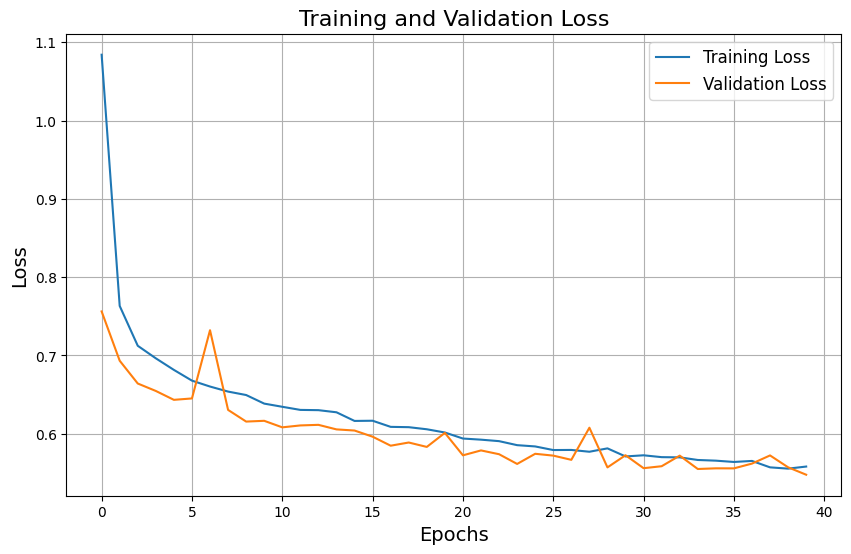 Training and Validation Loss
Training Loss
Validation Loss
Loss
1.1
1.0
0.9
0.8
0.7
0.6
0 5 10 15 20 25 30 35 40
Epochs